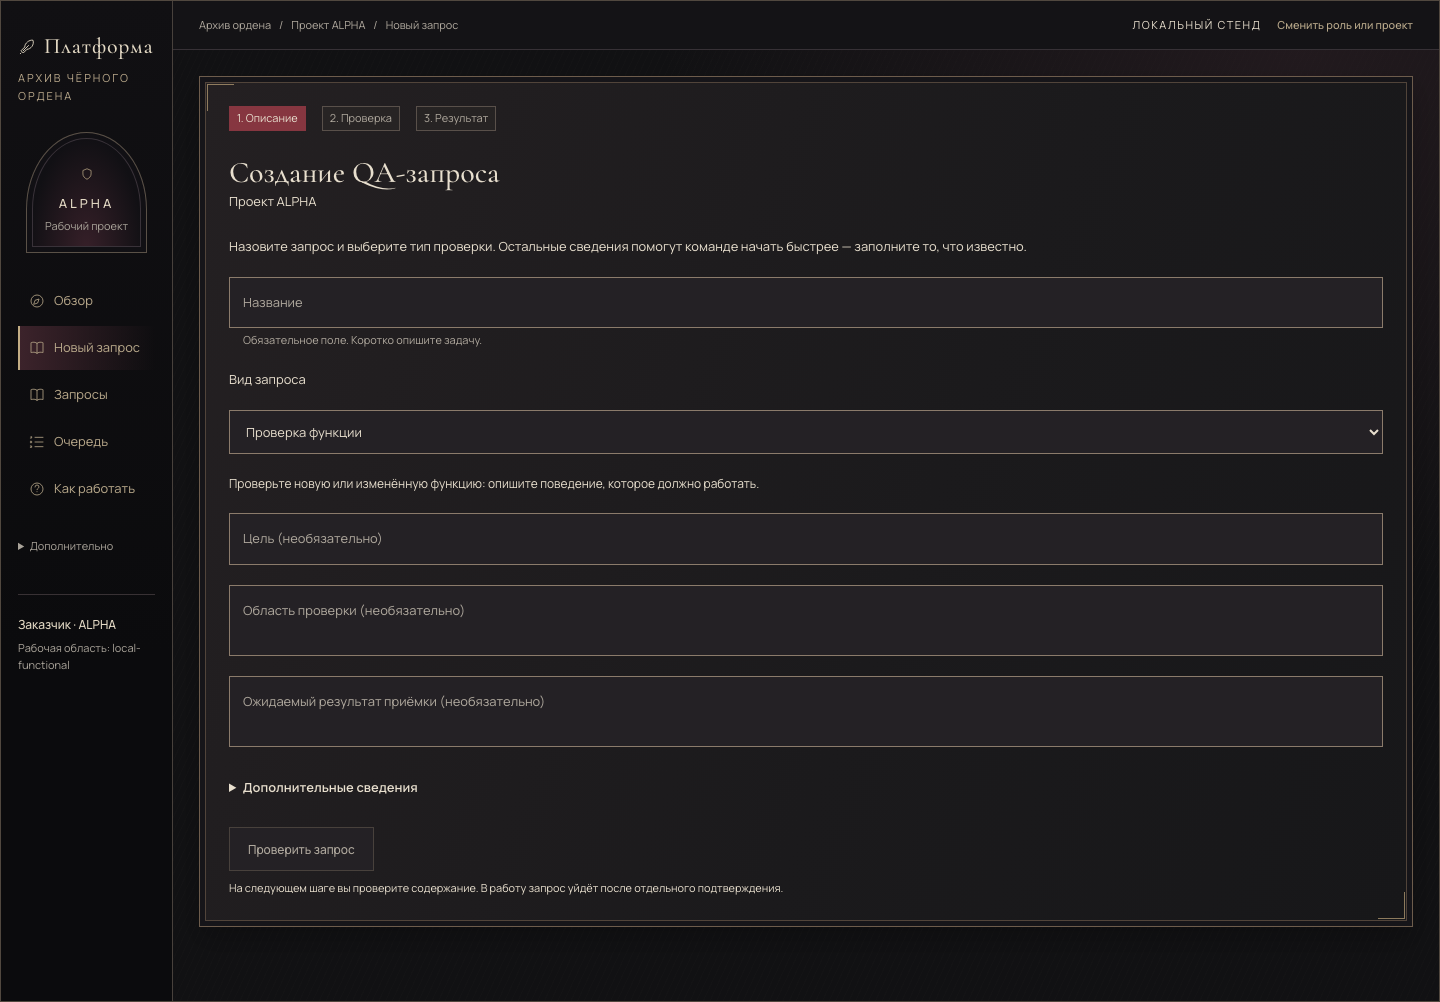 Платформа
АРХИВ ЧЁРНОГО
ОРДЕНА
ALPHA
Рабочий проект
Обзор
Новый запрос
Запросы
Очередь
Как работать
Дополнительно
Заказчик · ALPHA
Рабочая область: local-
functional
Архив ордена / Проект ALPHA / Новый запрос
ЛОКАЛЬНЫЙ СТЕНД
Сменить роль или проект
1. Описание
2. Проверка
3. Результат
Создание QA-запроса
Проект ALPHA
Назовите запрос и выберите тип проверки. Остальные сведения помогут команде начать быстрее — заполните то, что известно.
Название
Обязательное поле. Коротко опишите задачу.
Вид запроса
Проверка функции
Проверьте новую или изменённую функцию: опишите поведение, которое должно работать.
Цель (необязательно)
Область проверки (необязательно)
Ожидаемый результат приёмки (необязательно)
Дополнительные сведения
Проверить запрос
На следующем шаге вы проверите содержание. В работу запрос уйдёт после отдельного подтверждения.